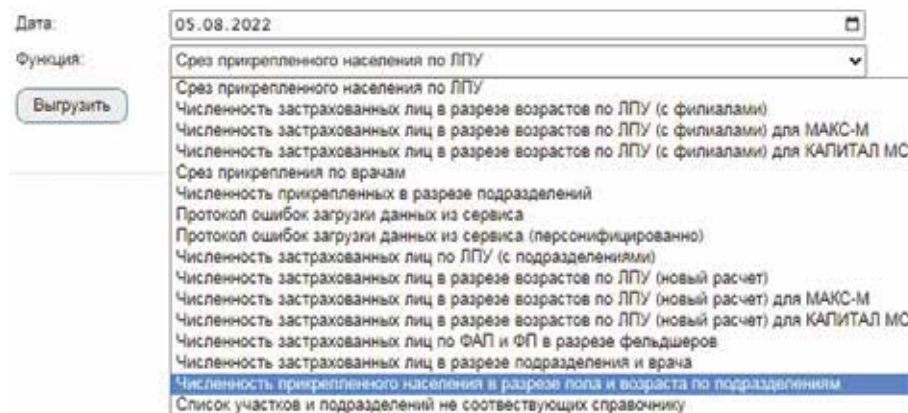 Дата: 05.08.2022
Функция: Срез прикрепленного населения по ЛПУ
Выгрузить
Срез прикрепленного населения по ЛПУ
Численность застрахованных лиц в разрезе возрастов по ЛПУ (с филиалами)
Численность застрахованных лиц в разрезе возрастов по ЛПУ (с филиалами) для МАКС-М
Численность застрахованных лиц в разрезе возрастов по ЛПУ (с филиалами) для КАПИТАЛ МС
Срез прикрепления по врачам
Численность прикрепленных в разрезе подразделений
Протокол ошибок загрузки данных из сервиса
Протокол ошибок загрузки данных из сервиса (персонифицированно)
Численность застрахованных лиц по ЛПУ (с подразделениями)
Численность застрахованных лиц в разрезе возрастов по ЛПУ (новый расчет)
Численность застрахованных лиц в разрезе возрастов по ЛПУ (новый расчет) для МАКС-М
Численность застрахованных лиц в разрезе возрастов по ЛПУ (новый расчет) для КАПИТАЛ МС
Численность застрахованных лиц по ФАП и ФП в разрезе фельдшеров
Численность застрахованных лиц в разрезе подразделения и врача
Численность прикрепленного населения в разрезе пола и возраста по подразделениям
Список участков и подразделений не соотвествующих справочнику